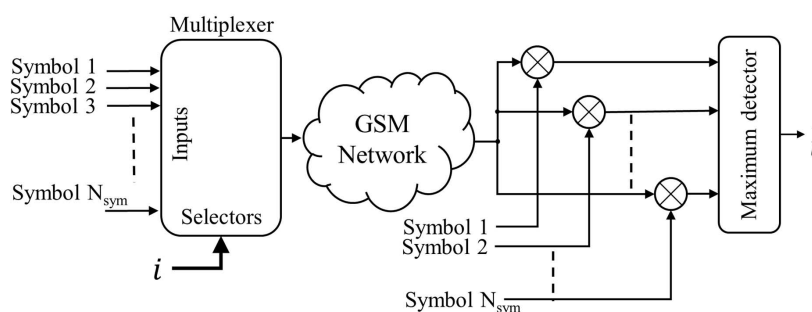 Multiplexer
Symbol 1
Symbol 2
Symbol 3
Symbol N_sym
Inputs
Selectors
i
GSM
Network
Symbol 1
Symbol 2
Symbol N_sym
Maximum detector